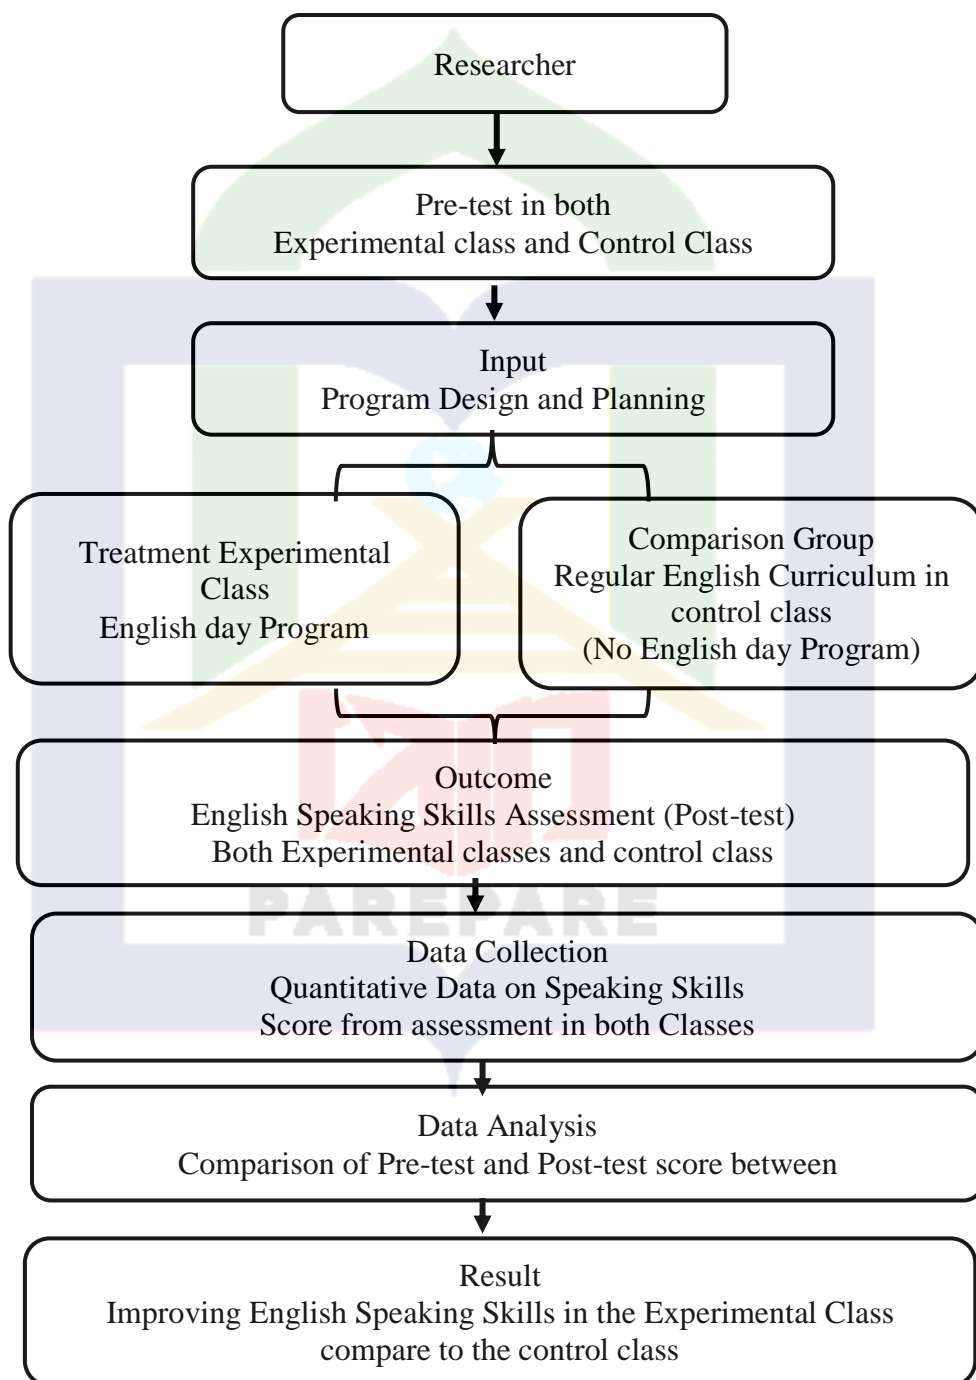 Researcher
Pre-test in both
Experimental class and Control Class
Input
Program Design and Planning
Treatment Experimental
Class
English day Program
Comparison Group
Regular English Curriculum in
control class
(No English day Program)
Outcome
English Speaking Skills Assessment (Post-test)
Both Experimental classes and control class
PAREPARE
Data Collection
Quantitative Data on Speaking Skills
Score from assessment in both Classes
Data Analysis
Comparison of Pre-test and Post-test score between
Result
Improving English Speaking Skills in the Experimental Class
compare to the control class